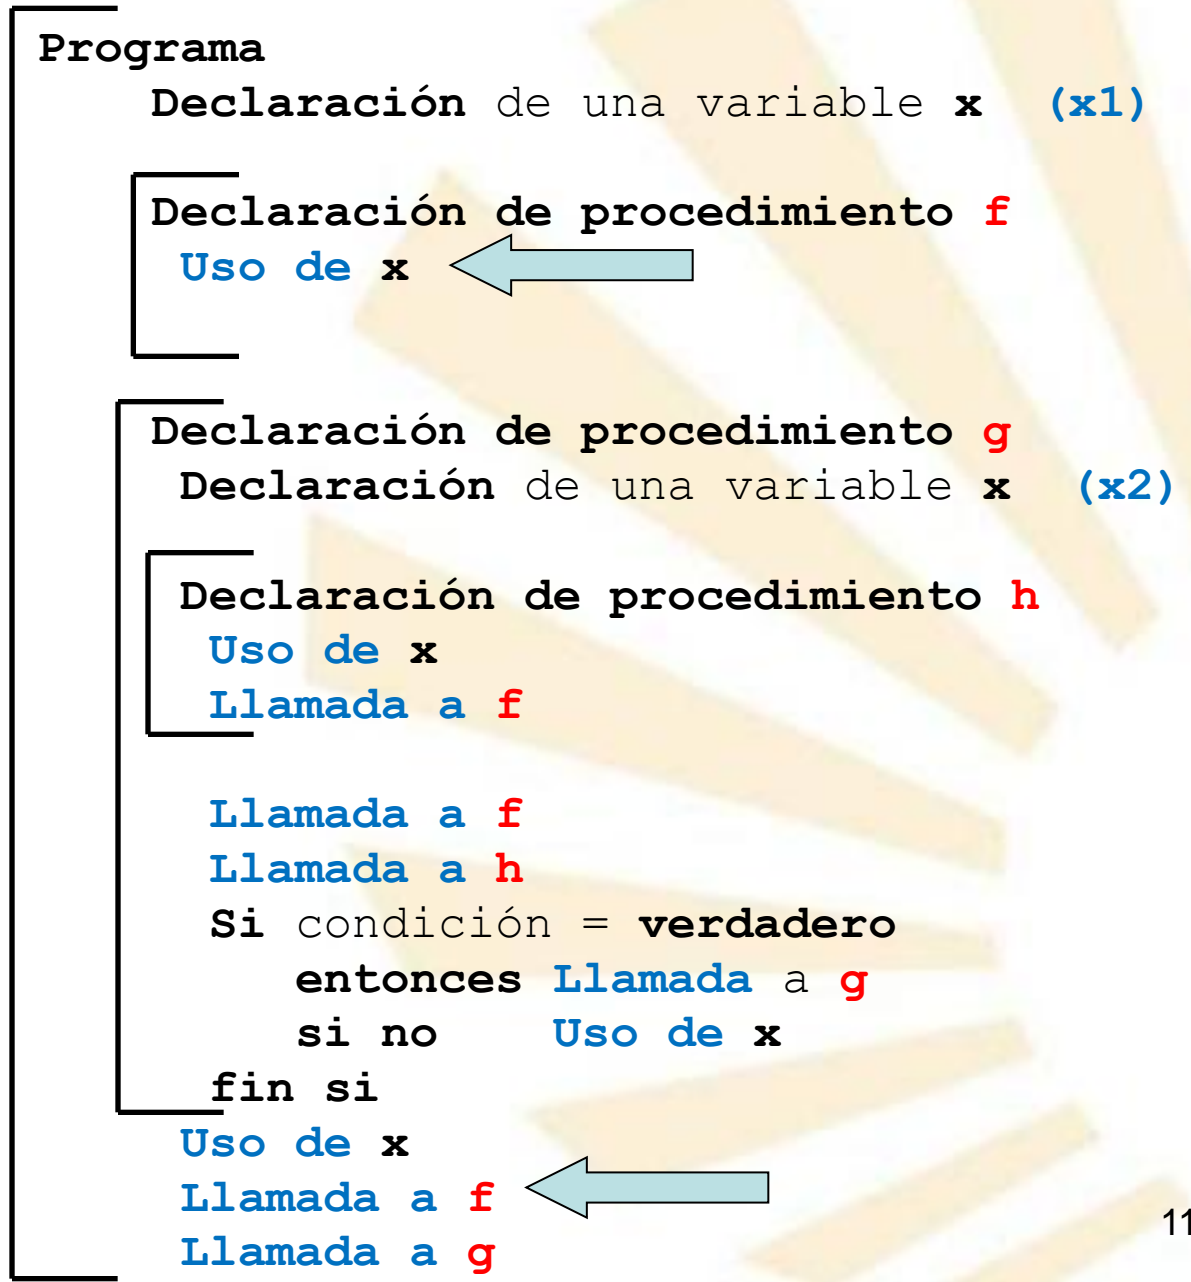 Programa
Declaración de una variable x (x1)
Declaración de procedimiento f
Uso de x
Declaración de procedimiento g
Declaración de una variable x (x2)
Declaración de procedimiento h
Uso de x
Llamada a f
Llamada a f
Llamada a h
Si condición = verdadero
entonces Llamada a g
si no Uso de x
fin si
Uso de x
Llamada a f
Llamada a g
11